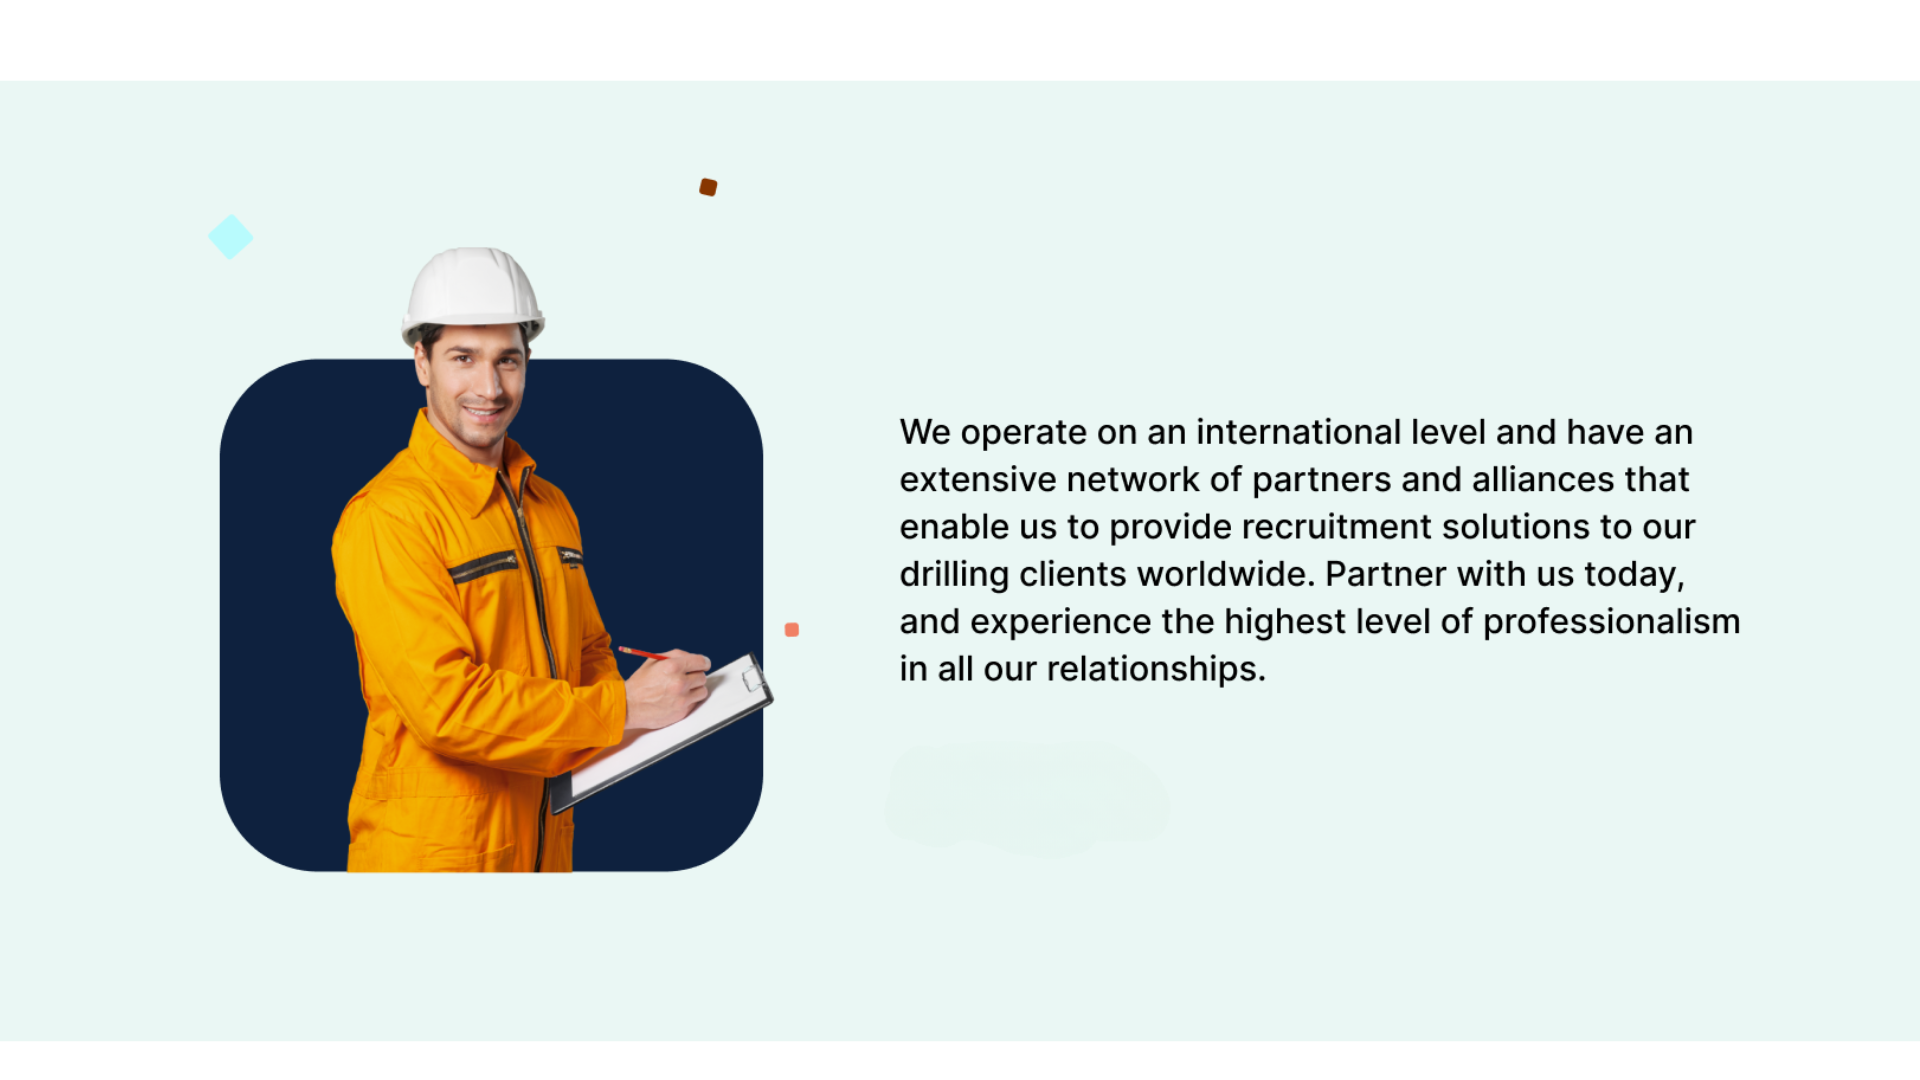 We operate on an international level and have an
extensive network of partners and alliances that
enable us to provide recruitment solutions to our
drilling clients worldwide. Partner with us today,
and experience the highest level of professionalism
in all our relationships.